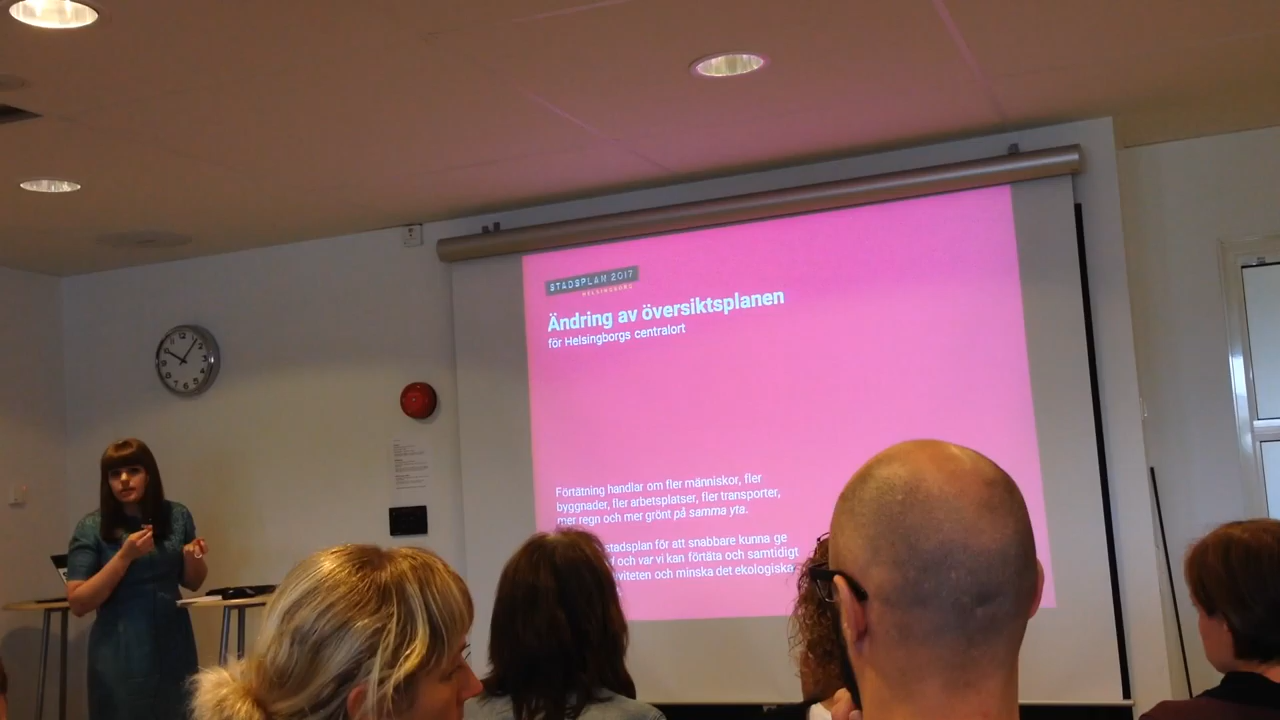 STADSPLAN 2017
HELSINGBORG
Ändring av översiktsplanen
för Helsingborgs centralort
Förtätning handlar om fler människor, fler
byggnader, fler arbetsplatser, fler transporter,
mer regn och mer grönt på samma yta.
stadsplan för att snabbare kunna ge
och var vi kan förtäta och samtidigt
och minska det ekologiska